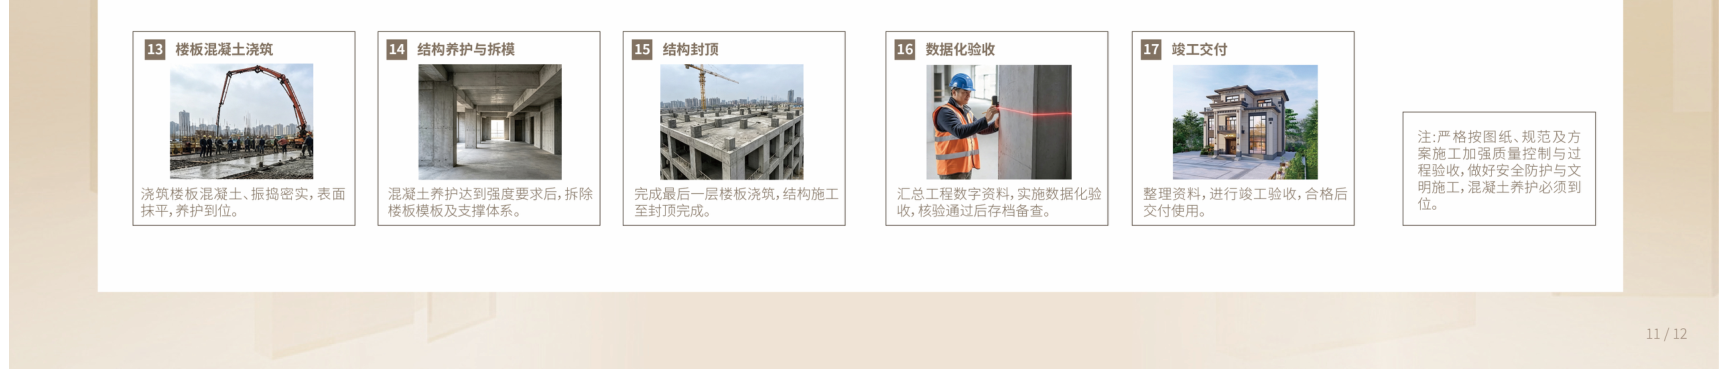 13 楼板混凝土浇筑
浇筑楼板混凝土、振捣密实,表面
抹平,养护到位。
14 结构养护与拆模
混凝土养护达到强度要求后,拆除
楼板模板及支撑体系。
15 结构封顶
完成最后一层楼板浇筑,结构施工
至封顶完成。
16 数据化验收
汇总工程数字资料,实施数据化验
收,核验通过后存档备查。
17 竣工交付
整理资料,进行竣工验收,合格后
交付使用。
注:严格按图纸、规范及方
案施工加强质量控制与过
程验收,做好安全防护与文
明施工,混凝土养护必须到
位。
11 / 12